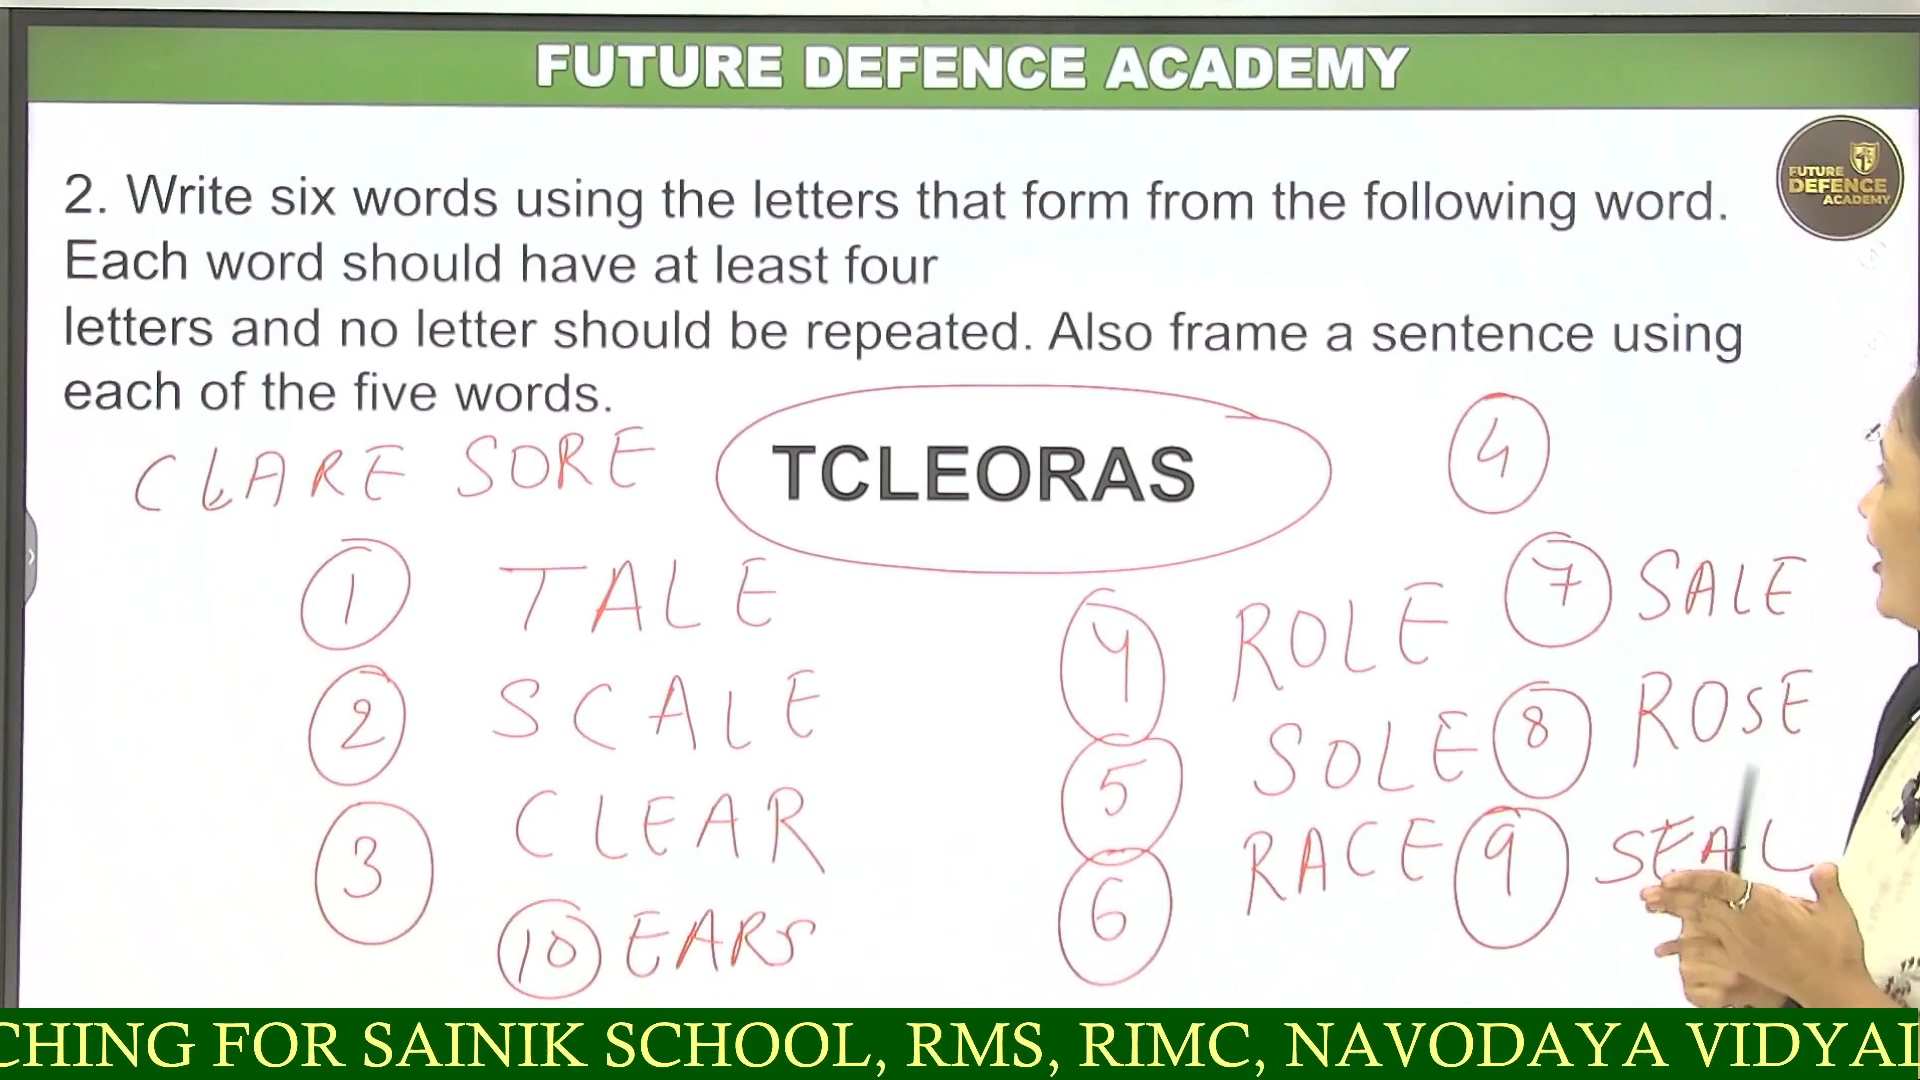 FUTURE DEFENCE ACADEMY
FUTURE
DEFENCE
ACADEMY
2. Write six words using the letters that form from the following word.
Each word should have at least four
letters and no letter should be repeated. Also frame a sentence using
each of the five words.
CLARE SORE
TCLEORAS
4
1 TALE
2 SCALE
3 CLEAR
10 EARS
4 ROLE
5 SOLE
6 RACE
7 SALE
8 ROSE
9 SEAL
CHING FOR SAINIK SCHOOL, RMS, RIMC, NAVODAYA VIDYAL